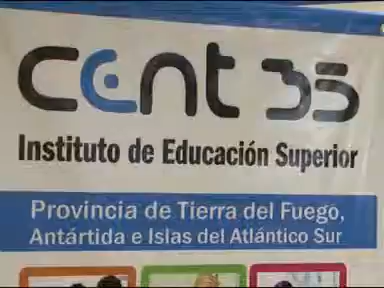 cent 35
Instituto de Educación Superior
Provincia de Tierra del Fuego,
Antártida e Islas del Atlántico Sur